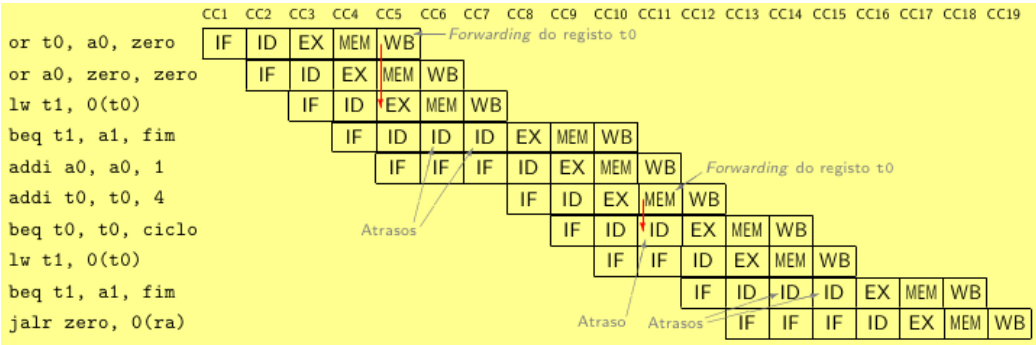 CC1 CC2 CC3 CC4 CC5 CC6 CC7 CC8 CC9 CC10 CC11 CC12 CC13 CC14 CC15 CC16 CC17 CC18 CC19
or t0, a0, zero IF ID EX MEM WB Forwarding do registo t0
or a0, zero, zero IF ID EX MEM WB
lw t1, 0(t0) IF ID EX MEM WB
beq t1, a1, fim IF ID ID ID EX MEM WB
addi a0, a0, 1 IF IF IF ID EX MEM WB Forwarding do registo t0
addi t0, t0, 4 IF ID EX MEM WB
beq t0, t0, ciclo Atrasos IF ID ID EX MEM WB
lw t1, 0(t0) IF IF ID EX MEM WB
beq t1, a1, fim IF ID ID ID EX MEM WB
jalr zero, 0(ra) Atraso Atrasos IF IF IF ID EX MEM WB